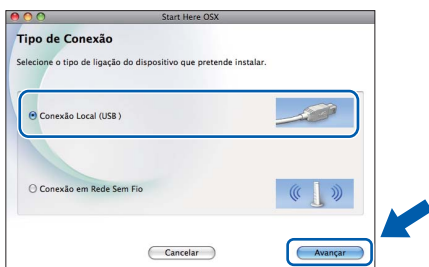 Start Here OSX
Tipo de Conexão
Selecione o tipo de ligação do dispositivo que pretende instalar.
Conexão Local (USB )
Conexão em Rede Sem Fio
Cancelar
Avançar